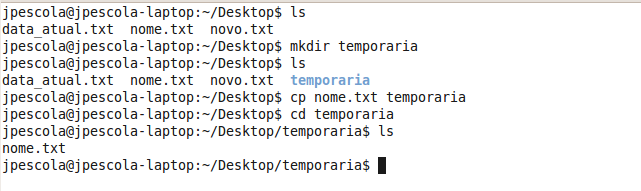 jpescola@jpescola-laptop:~/Desktop$ ls
data_atual.txt  nome.txt  novo.txt
jpescola@jpescola-laptop:~/Desktop$ mkdir temporaria
jpescola@jpescola-laptop:~/Desktop$ ls
data_atual.txt  nome.txt  novo.txt  temporaria
jpescola@jpescola-laptop:~/Desktop$ cp nome.txt temporaria
jpescola@jpescola-laptop:~/Desktop$ cd temporaria
jpescola@jpescola-laptop:~/Desktop/temporaria$ ls
nome.txt
jpescola@jpescola-laptop:~/Desktop/temporaria$